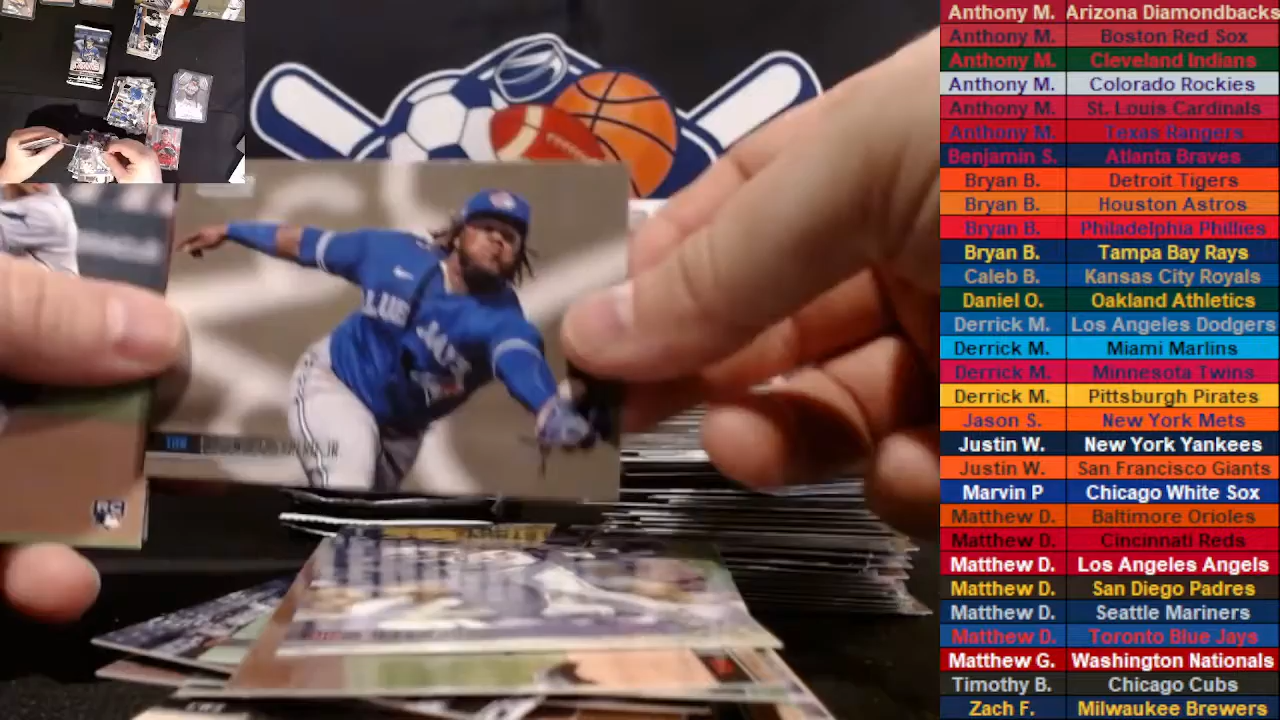 Anthony M. Arizona Diamondbacks
Anthony M. Boston Red Sox
Anthony M. Cleveland Indians
Anthony M. Colorado Rockies
Anthony M. St. Louis Cardinals
Anthony M. Texas Rangers
Benjamin S. Atlanta Braves
Bryan B. Detroit Tigers
Bryan B. Houston Astros
Bryan B. Philadelphia Phillies
Bryan B. Tampa Bay Rays
Caleb B. Kansas City Royals
Daniel O. Oakland Athletics
Derrick M. Los Angeles Dodgers
Derrick M. Miami Marlins
Derrick M. Minnesota Twins
Derrick M. Pittsburgh Pirates
Jason S. New York Mets
Justin W. New York Yankees
Justin W. San Francisco Giants
Marvin P Chicago White Sox
Matthew D. Baltimore Orioles
Matthew D. Cincinnati Reds
Matthew D. Los Angeles Angels
Matthew D. San Diego Padres
Matthew D. Seattle Mariners
Matthew D. Toronto Blue Jays
Matthew G. Washington Nationals
Timothy B. Chicago Cubs
Zach F. Milwaukee Brewers
BLUE JAYS
RC